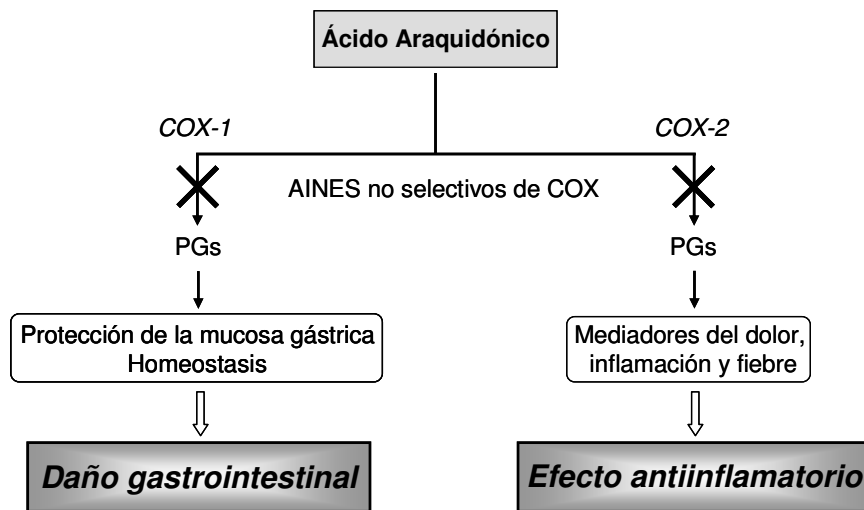 Ácido Araquidónico
COX-1
COX-2
AINES no selectivos de COX
PGs
PGs
Protección de la mucosa gástrica
Homeostasis
Mediadores del dolor,
inflamación y fiebre
Daño gastrointestinal
Efecto antiinflamatorio